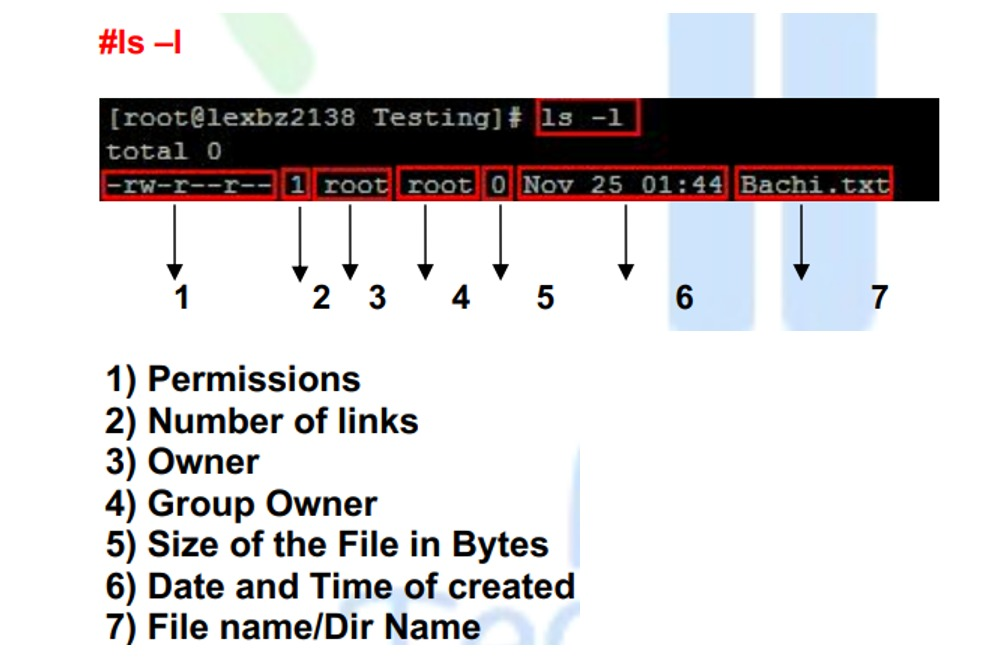 #ls –l
[root@lexbz2138 Testing]# ls -l
total 0
-rw-r--r-- 1 root root 0 Nov 25 01:44 Bachi.txt
1 2 3 4 5 6 7
1) Permissions
2) Number of links
3) Owner
4) Group Owner
5) Size of the File in Bytes
6) Date and Time of created
7) File name/Dir Name